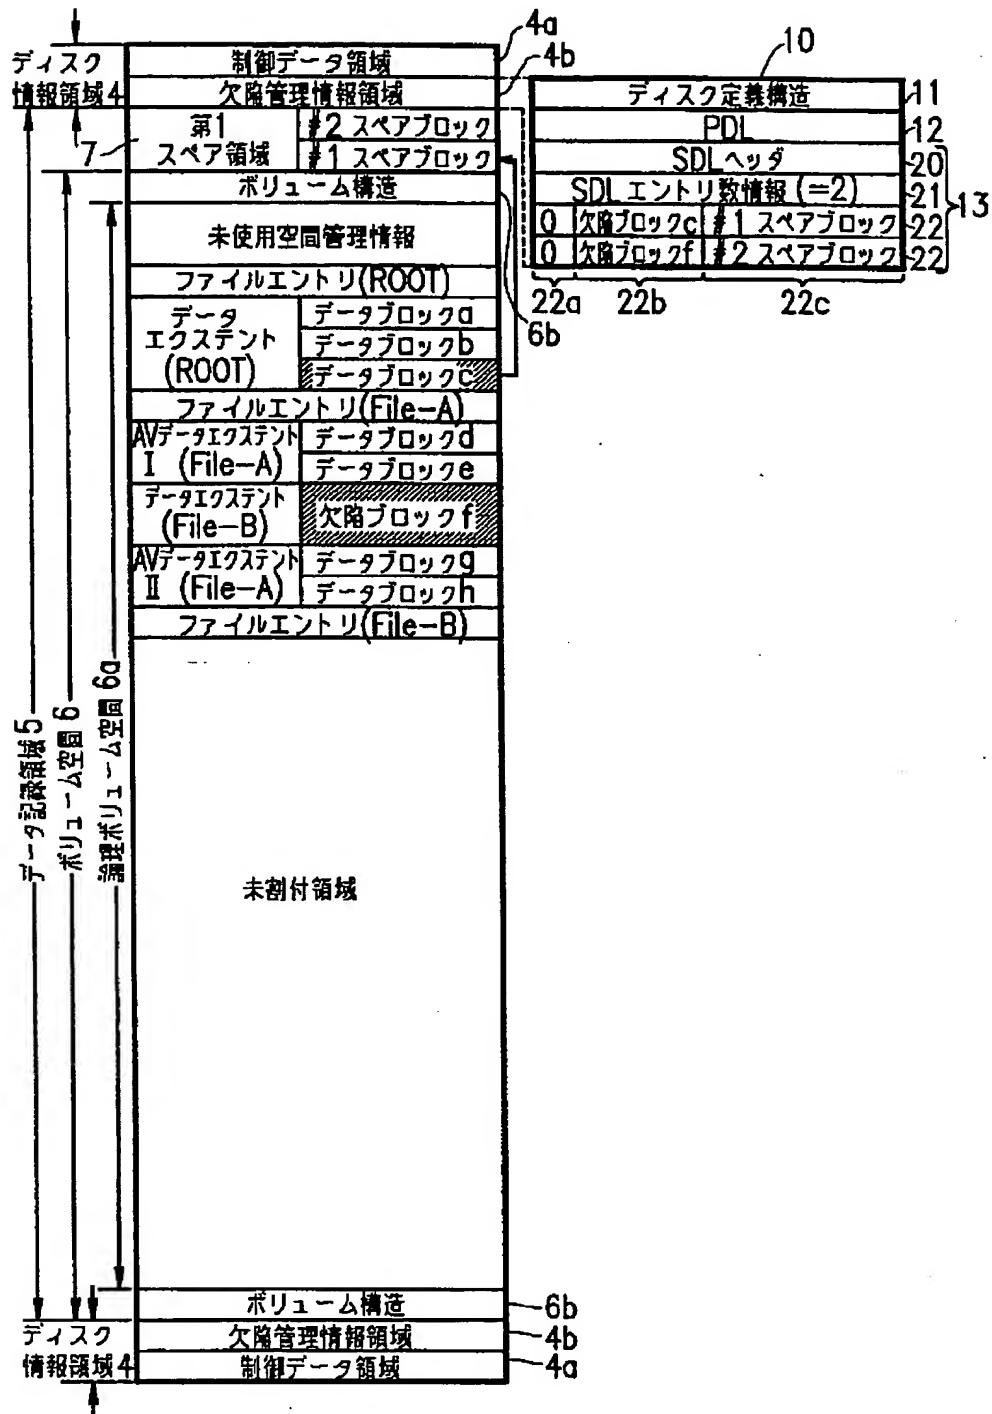 4a
4b
ディスク
情報領域4
制御データ領域
欠陥管理情報領域
7
第1
スペア領域
#2 スペアブロック
#1 スペアブロック
ボリューム構造
未使用空間管理情報
ファイルエントリ(ROOT)
データ
エクステント
(ROOT)
データブロックa
データブロックb
データブロックc
6b
ファイルエントリ(File-A)
AVデータエクステント
I (File-A)
データブロックd
データブロックe
データエクステント
(File-B)
欠陥ブロックf
AVデータエクステント
II (File-A)
データブロックg
データブロックh
ファイルエントリ(File-B)
データ記録領域5
ボリューム空間6
論理ボリューム空間6a
未割付領域
ボリューム構造
6b
欠陥管理情報領域
4b
制御データ領域
4a
ディスク
情報領域4
10
ディスク定義構造
11
PDL
12
SDLヘッダ
20
SDLエントリ数情報(=2)
21
13
0 欠陥ブロックc #1 スペアブロック
22
0 欠陥ブロックf #2 スペアブロック
22
22a 22b 22c